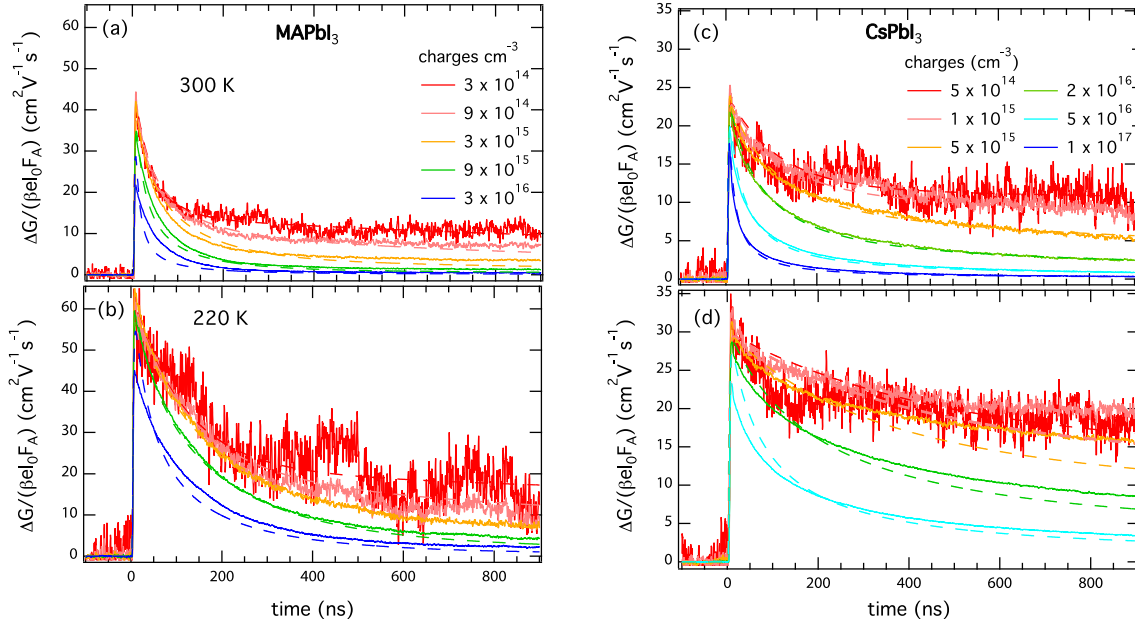 (a)
MAPbI3
charges cm-3
300 K
3 x 10^14
9 x 10^14
3 x 10^15
9 x 10^15
3 x 10^16
60
50
40
30
20
10
0
ΔG/(βeI0FA) (cm2V-1s-1)
(b)
220 K
60
50
40
30
20
10
0
ΔG/(βeI0FA) (cm2V-1s-1)
0 200 400 600 800
time (ns)
(c)
CsPbI3
charges (cm-3)
5 x 10^14
2 x 10^16
1 x 10^15
5 x 10^16
5 x 10^15
1 x 10^17
35
30
25
20
15
10
5
0
ΔG/(βeI0FA) (cm2V-1s-1)
(d)
35
30
25
20
15
10
5
0
ΔG/(βeI0FA) (cm2V-1s-1)
0 200 400 600 800
time (ns)